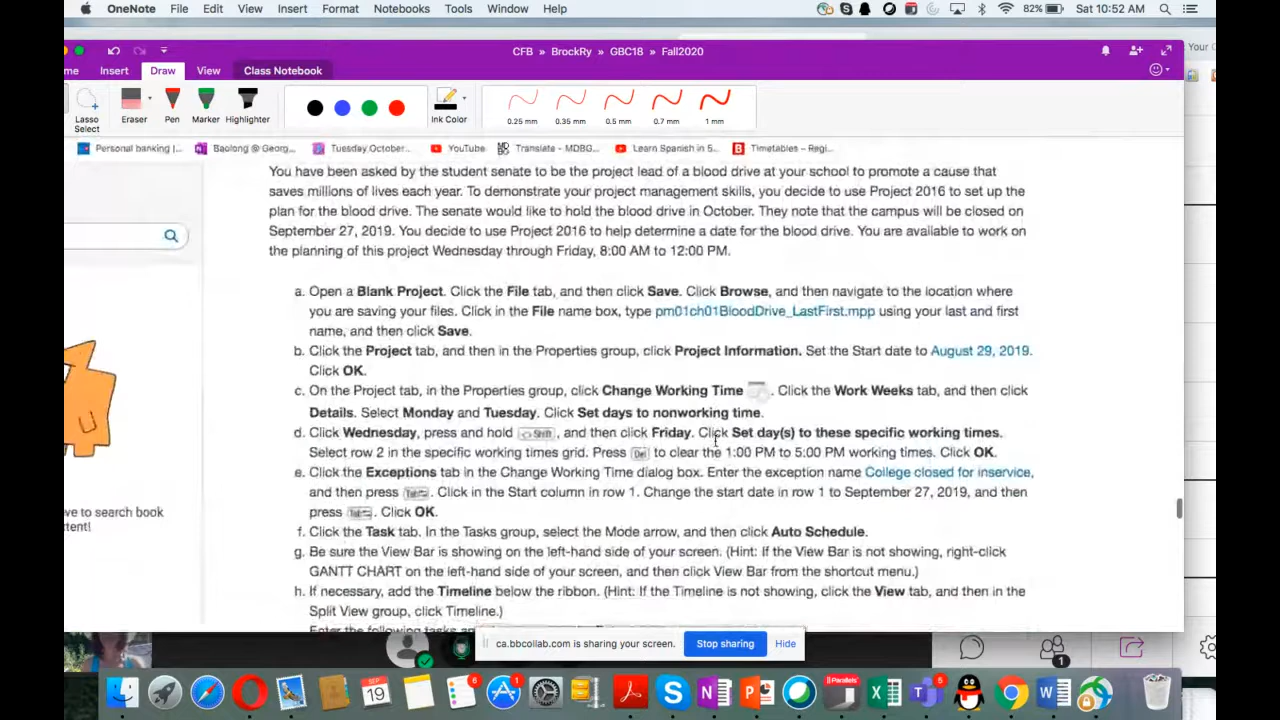 OneNote File Edit View Insert Format Notebooks Tools Window Help 82% Sat 10:52 AM
CFB » BrockRy » GBC18 » Fall2020
me Insert Draw View Class Notebook
Lasso Select Eraser Pen Marker Highlighter Ink Color 0.25 mm 0.35 mm 0.5 mm 0.7 mm 1 mm
Personal banking |... Baolong @ Georg... Tuesday October... YouTube Translate - MDBG... Learn Spanish in 5... Timetables – Regi...
You have been asked by the student senate to be the project lead of a blood drive at your school to promote a cause that
saves millions of lives each year. To demonstrate your project management skills, you decide to use Project 2016 to set up the
plan for the blood drive. The senate would like to hold the blood drive in October. They note that the campus will be closed on
September 27, 2019. You decide to use Project 2016 to help determine a date for the blood drive. You are available to work on
the planning of this project Wednesday through Friday, 8:00 AM to 12:00 PM.
a. Open a Blank Project. Click the File tab, and then click Save. Click Browse, and then navigate to the location where
you are saving your files. Click in the File name box, type pm01ch01BloodDrive_LastFirst.mpp using your last and first
name, and then click Save.
b. Click the Project tab, and then in the Properties group, click Project Information. Set the Start date to August 29, 2019.
Click OK.
c. On the Project tab, in the Properties group, click Change Working Time . Click the Work Weeks tab, and then click
Details. Select Monday and Tuesday. Click Set days to nonworking time.
d. Click Wednesday, press and hold Shift, and then click Friday. Click Set day(s) to these specific working times.
Select row 2 in the specific working times grid. Press Del to clear the 1:00 PM to 5:00 PM working times. Click OK.
e. Click the Exceptions tab in the Change Working Time dialog box. Enter the exception name College closed for inservice,
and then press Tab. Click in the Start column in row 1. Change the start date in row 1 to September 27, 2019, and then
press Tab. Click OK.
f. Click the Task tab. In the Tasks group, select the Mode arrow, and then click Auto Schedule.
g. Be sure the View Bar is showing on the left-hand side of your screen. (Hint: If the View Bar is not showing, right-click
GANTT CHART on the left-hand side of your screen, and then click View Bar from the shortcut menu.)
h. If necessary, add the Timeline below the ribbon. (Hint: If the Timeline is not showing, click the View tab, and then in the
Split View group, click Timeline.)
Enter the following tasks
ve to search book
tent!
ca.bbcollab.com is sharing your screen. Stop sharing Hide
1
SEP 19 6 1 Parallels 5